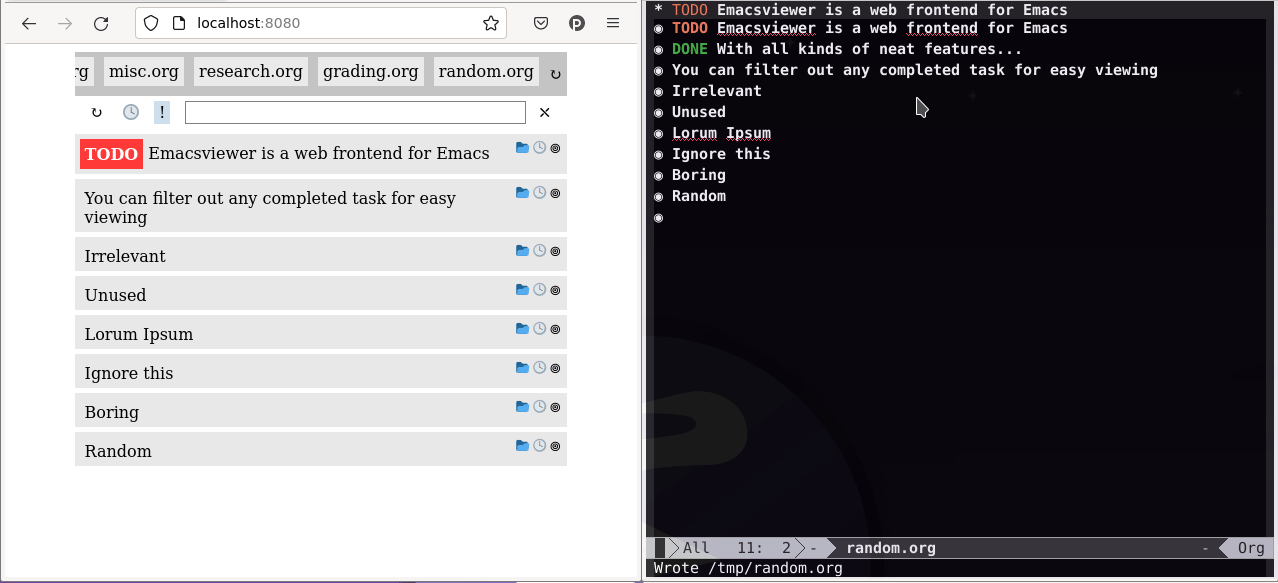 localhost:8080
rg misc.org research.org grading.org random.org
!
TODO Emacsviewer is a web frontend for Emacs
You can filter out any completed task for easy
viewing
Irrelevant
Unused
Lorum Ipsum
Ignore this
Boring
Random
* TODO Emacsviewer is a web frontend for Emacs
TODO Emacsviewer is a web frontend for Emacs
DONE With all kinds of neat features...
You can filter out any completed task for easy viewing
Irrelevant
Unused
Lorum Ipsum
Ignore this
Boring
Random
All 11: 2 - random.org - Org
Wrote /tmp/random.org